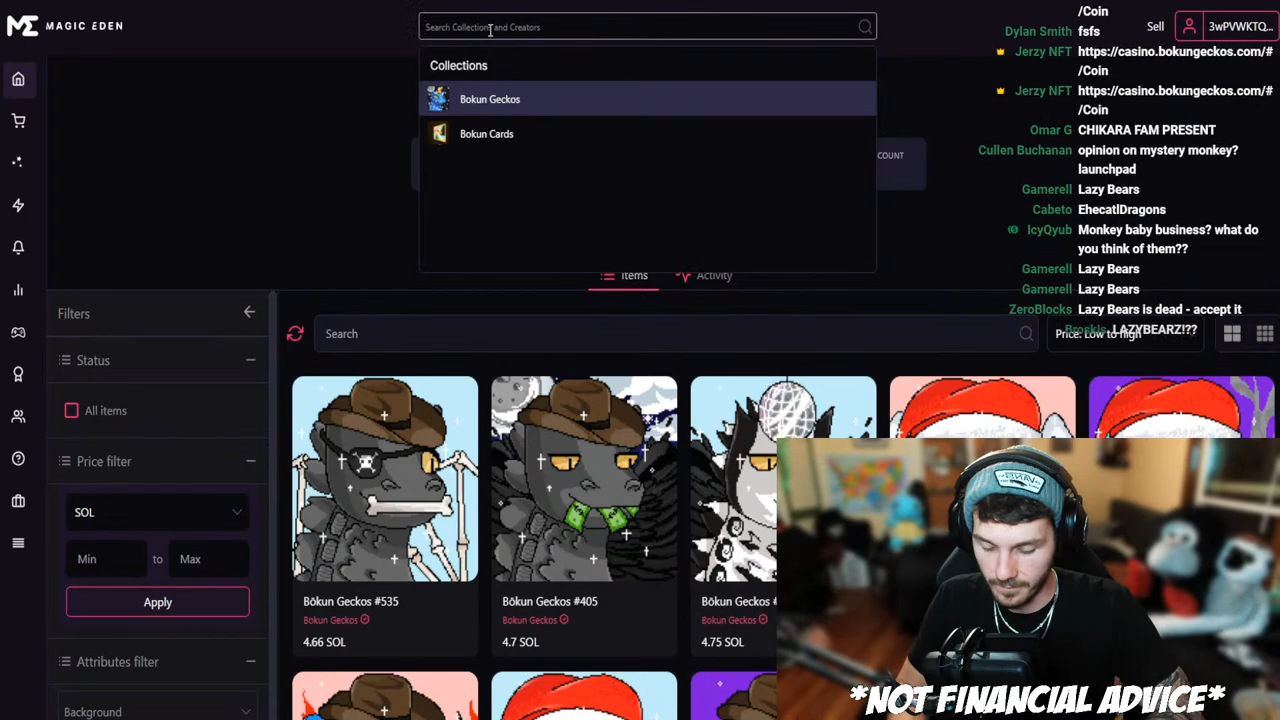 MAGIC EDEN
Search Collections and Creators
Collections
Bokun Geckos
Bokun Cards
COUNT
Items
Activity
Sell
3wPVWKTQ...
/Coin
Dylan Smith fsfs
Jerzy NFT https://casino.bokungeckos.com/#
/Coin
Jerzy NFT https://casino.bokungeckos.com/#
/Coin
Omar G CHIKARA FAM PRESENT
Cullen Buchanan opinion on mystery monkey?
launchpad
Gamerell Lazy Bears
Cabeto EhecatlDragons
IcyQyub Monkey baby business? what do
you think of them??
Gamerell Lazy Bears
Gamerell Lazy Bears
ZeroBlocks Lazy Bears is dead - accept it
Broskis LAZYBEARZ!??
Price: Low to high
Filters
Status
All items
Price filter
SOL
Min to Max
Apply
Attributes filter
Background
Search
Bökun Geckos #535
Bokun Geckos
4.66 SOL
Bökun Geckos #405
Bokun Geckos
4.7 SOL
Bökun Geckos #
Bokun Geckos
4.75 SOL
*NOT FINANCIAL ADVICE*